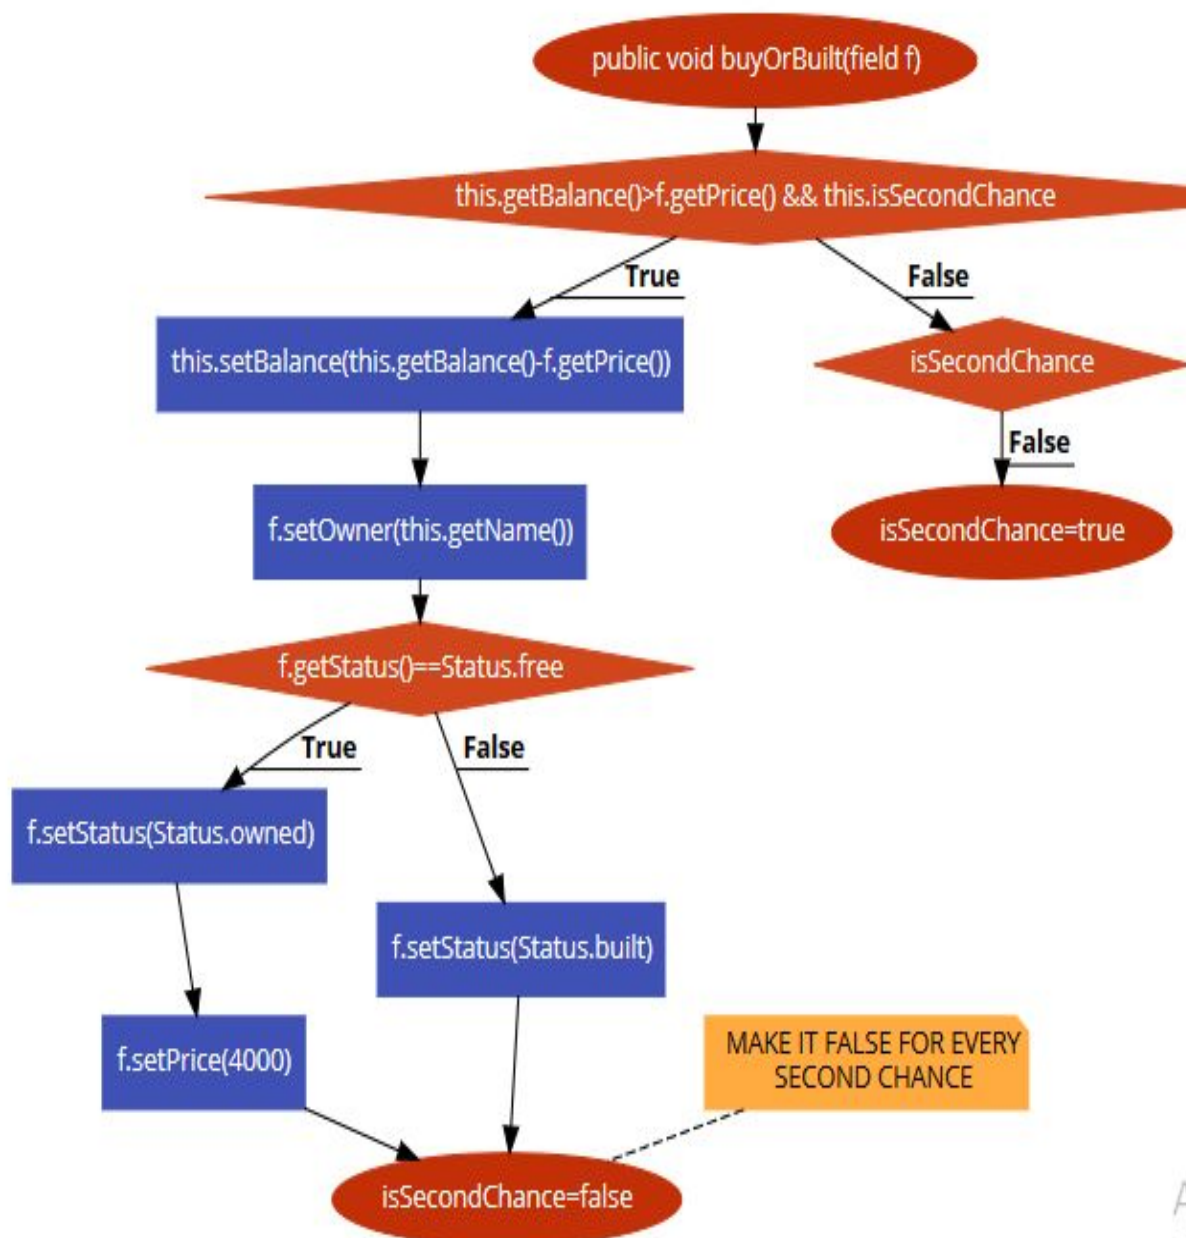 public void buyOrBuilt(field f)
this.getBalance()>f.getPrice() && this.isSecondChance
True
False
this.setBalance(this.getBalance()-f.getPrice())
isSecondChance
False
f.setOwner(this.getName())
isSecondChance=true
f.getStatus()==Status.free
True
False
f.setStatus(Status.owned)
f.setStatus(Status.built)
f.setPrice(4000)
MAKE IT FALSE FOR EVERY
SECOND CHANCE
isSecondChance=false